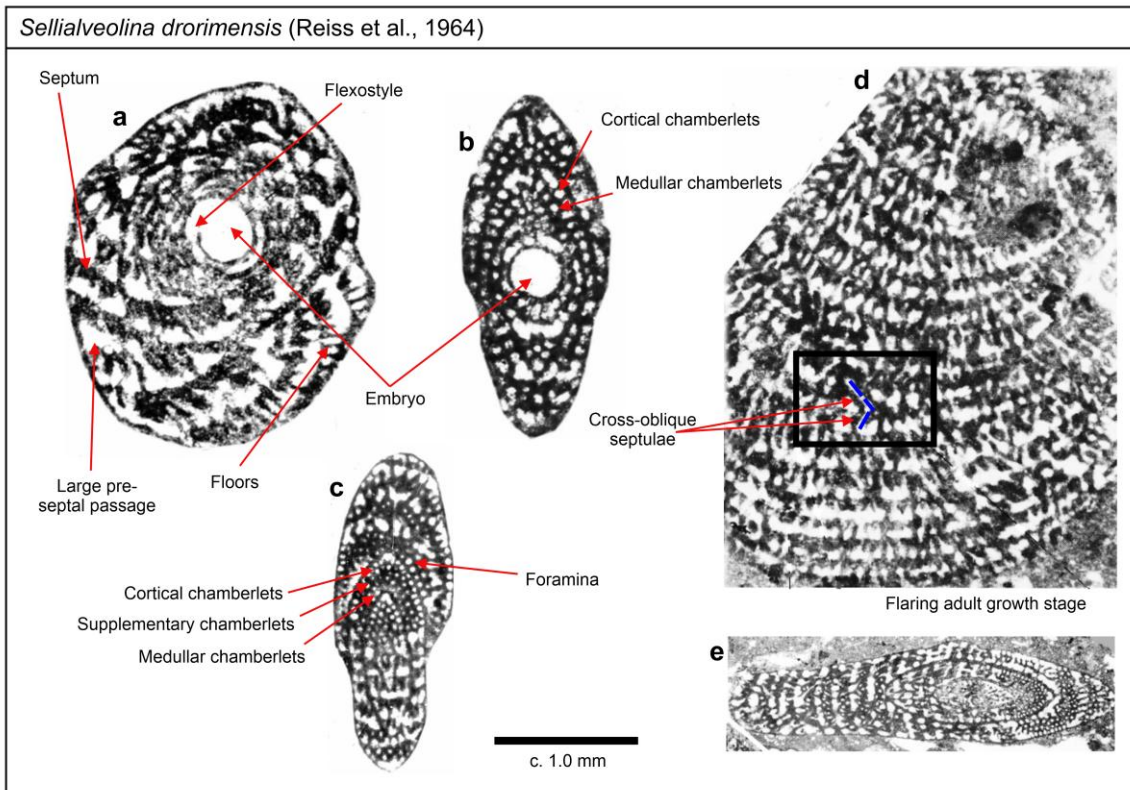 Sellialveolina drorimensis (Reiss et al., 1964)
Septum
a
Flexostyle
b
Cortical chamberlets
Medullar chamberlets
d
Embryo
Cross-oblique
septulae
Large pre-
septal passage
Floors
c
Cortical chamberlets
Supplementary chamberlets
Medullar chamberlets
Foramina
Flaring adult growth stage
e
c. 1.0 mm